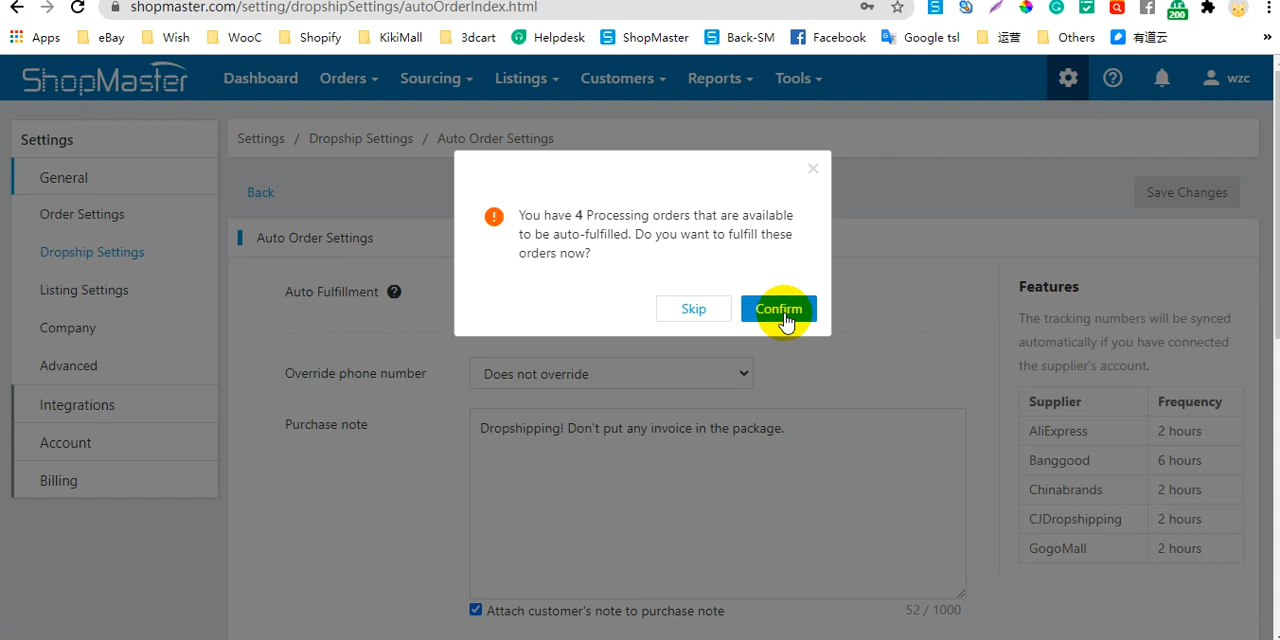 shopmaster.com/setting/dropshipSettings/autoOrderIndex.html
200
Apps eBay Wish WooC Shopify KikiMall 3dcart Helpdesk ShopMaster Back-SM Facebook Google tsl 运营 Others 有道云 »
ShopMaster Dashboard Orders Sourcing Listings Customers Reports Tools wzc
Settings
General
Order Settings
Dropship Settings
Listing Settings
Company
Advanced
Integrations
Account
Billing
Settings / Dropship Settings / Auto Order Settings
Back
Save Changes
Auto Order Settings
You have 4 Processing orders that are available
to be auto-fulfilled. Do you want to fulfill these
orders now?
Skip Confirm
Auto Fulfillment
Override phone number Does not override
Purchase note Dropshipping! Don't put any invoice in the package.
Attach customer's note to purchase note 52 / 1000
Features
The tracking numbers will be synced
automatically if you have connected
the supplier's account.
Supplier Frequency
AliExpress 2 hours
Banggood 6 hours
Chinabrands 2 hours
CJDropshipping 2 hours
GogoMall 2 hours